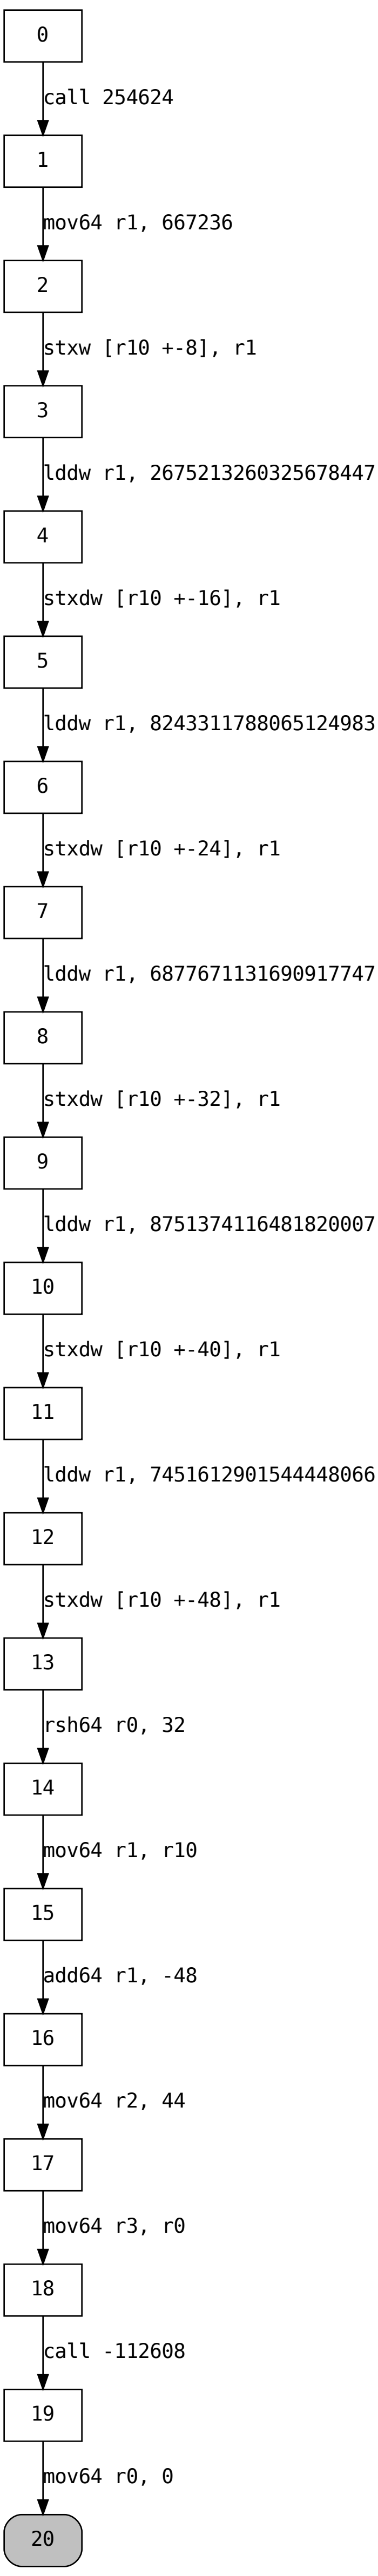 0
call 254624
1
mov64 r1, 667236
2
stxw [r10 +-8], r1
3
lddw r1, 2675213260325678447
4
stxdw [r10 +-16], r1
5
lddw r1, 8243311788065124983
6
stxdw [r10 +-24], r1
7
lddw r1, 6877671131690917747
8
stxdw [r10 +-32], r1
9
lddw r1, 8751374116481820007
10
stxdw [r10 +-40], r1
11
lddw r1, 7451612901544448066
12
stxdw [r10 +-48], r1
13
rsh64 r0, 32
14
mov64 r1, r10
15
add64 r1, -48
16
mov64 r2, 44
17
mov64 r3, r0
18
call -112608
19
mov64 r0, 0
20